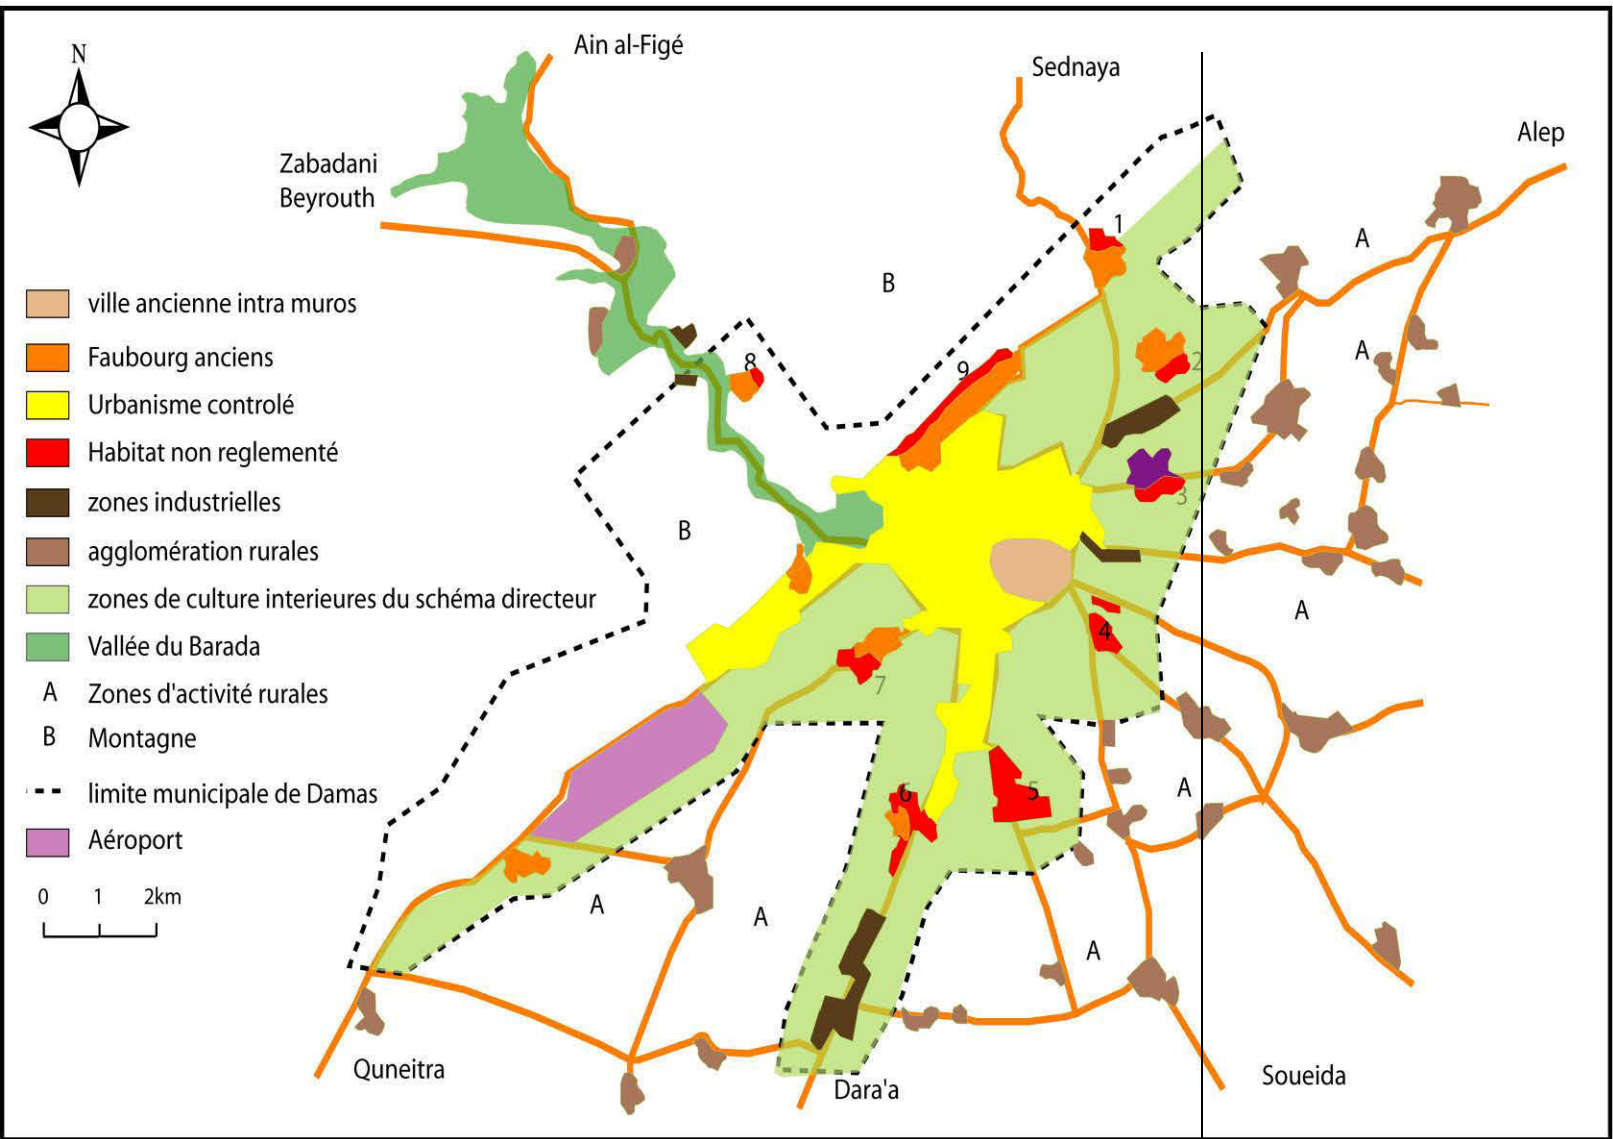 N
Ain al-Figé
Sednaya
Alep
Zabadani
Beyrouth
1
A
B
ville ancienne intra muros
Faubourg anciens
2
A
8
9
Urbanisme controlé
Habitat non reglementé
3
zones industrielles
B
agglomération rurales
zones de culture interieures du schéma directeur
A
4
Vallée du Barada
7
A Zones d'activité rurales
B Montagne
limite municipale de Damas
6
5
A
Aéroport
0 1 2km
A
A
A
Quneitra
Dara'a
Soueida